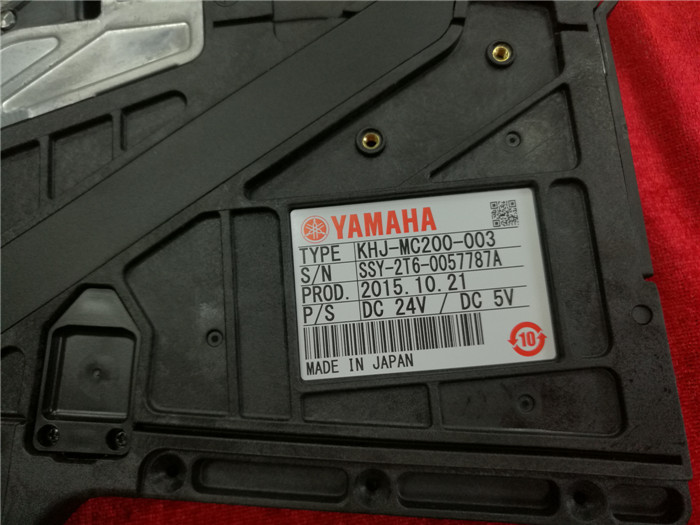 YAMAHA
TYPE KHJ-MC200-003
S/N SSY-2T6-0057787A
PROD. 2015.10.21
P/S DC 24V / DC 5V
10
MADE IN JAPAN